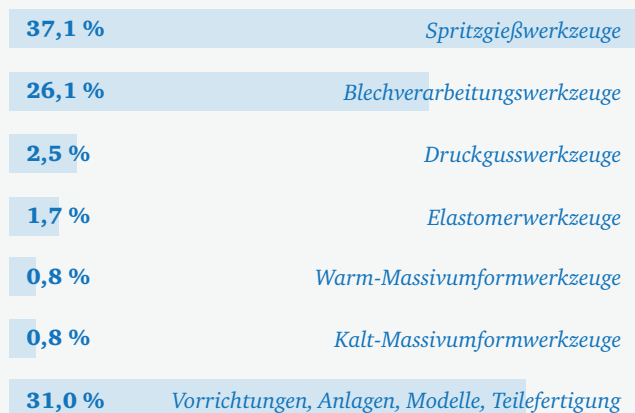 37,1 % Spritzgießwerkzeuge
26,1 % Blechverarbeitungswerkzeuge
2,5 % Druckgusswerkzeuge
1,7 % Elastomerwerkzeuge
0,8 % Warm-Massivumformwerkzeuge
0,8 % Kalt-Massivumformwerkzeuge
31,0 % Vorrichtungen, Anlagen, Modelle, Teilefertigung